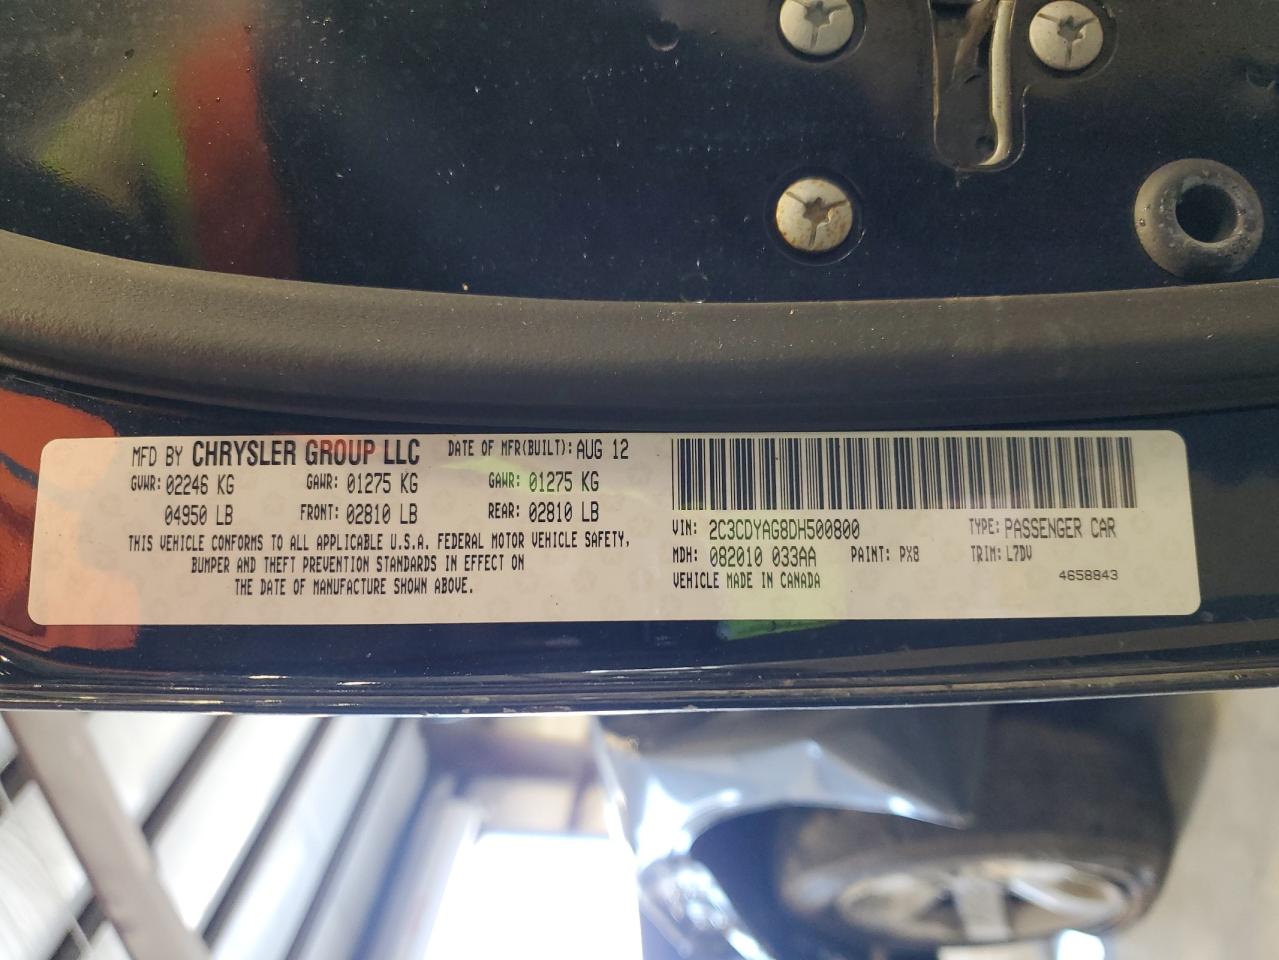 MFD BY CHRYSLER GROUP LLC DATE OF MFR(BUILT): AUG 12
GVWR: 02246 KG GAWR: 01275 KG GAWR: 01275 KG
04950 LB FRONT: 02810 LB REAR: 02810 LB
THIS VEHICLE CONFORMS TO ALL APPLICABLE U.S.A. FEDERAL MOTOR VEHICLE SAFETY,
BUMPER AND THEFT PREVENTION STANDARDS IN EFFECT ON
THE DATE OF MANUFACTURE SHOWN ABOVE.
VIN: 2C3CDYAG8DH500800 TYPE: PASSENGER CAR
MDH: 082010 033AA PAINT: PX8 TRIM: L7DV
VEHICLE MADE IN CANADA 4658843